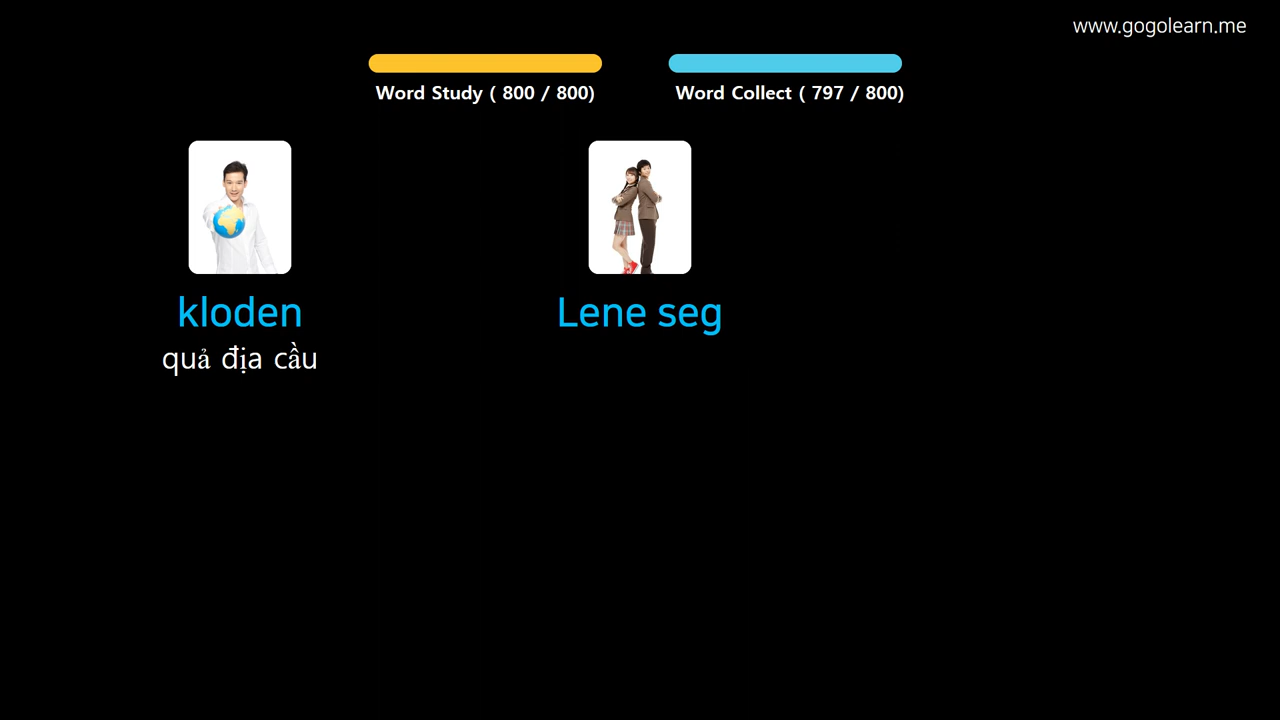 www.gogolearn.me
Word Study ( 800 / 800)
Word Collect ( 797 / 800)
kloden
quả địa cầu
Lene seg